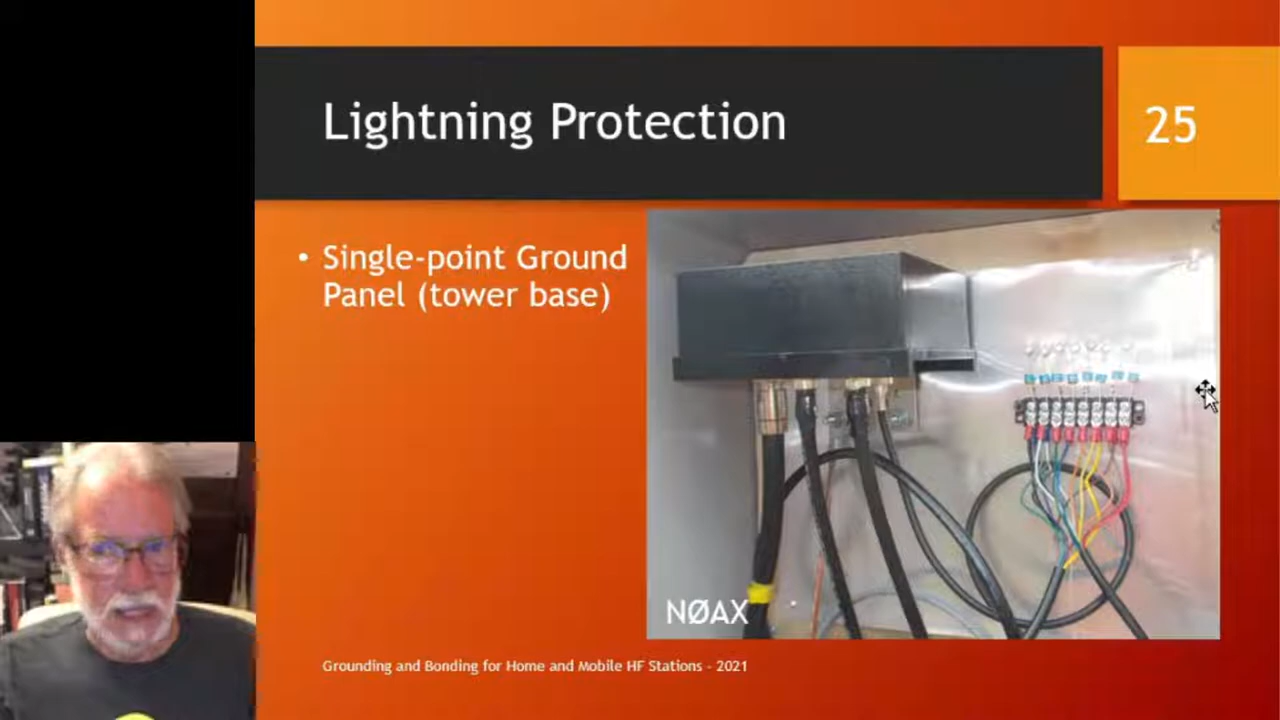 Lightning Protection
25
• Single-point Ground
Panel (tower base)
NØAX
Grounding and Bonding for Home and Mobile HF Stations - 2021